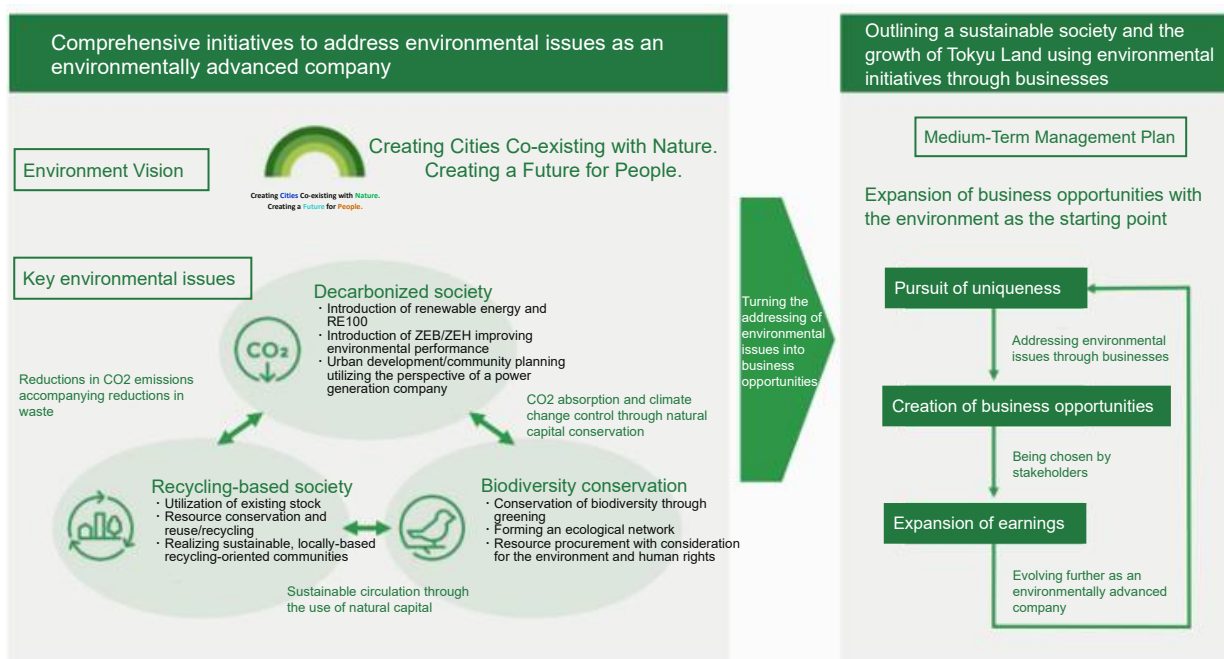 Comprehensive initiatives to address environmental issues as an
environmentally advanced company
Environment Vision
Creating Cities Co-existing with Nature.
Creating a Future for People.
Creating Cities Co-existing with Nature.
Creating a Future for People.
Key environmental issues
Decarbonized society
・Introduction of renewable energy and
RE100
・Introduction of ZEB/ZEH improving
environmental performance
・Urban development/community planning
utilizing the perspective of a power
generation company
CO2
Reductions in CO2 emissions
accompanying reductions in
waste
CO2 absorption and climate
change control through natural
capital conservation
Recycling-based society
・Utilization of existing stock
・Resource conservation and
reuse/recycling
・Realizing sustainable, locally-based
recycling-oriented communities
Biodiversity conservation
・Conservation of biodiversity through
greening
・Forming an ecological network
・Resource procurement with consideration
for the environment and human rights
Sustainable circulation through
the use of natural capital
Turning the
addressing of
environmental
issues into
business
opportunities
Outlining a sustainable society and the
growth of Tokyu Land using environmental
initiatives through businesses
Medium-Term Management Plan
Expansion of business opportunities with
the environment as the starting point
Pursuit of uniqueness
Addressing environmental
issues through businesses
Creation of business opportunities
Being chosen by
stakeholders
Expansion of earnings
Evolving further as an
environmentally advanced
company